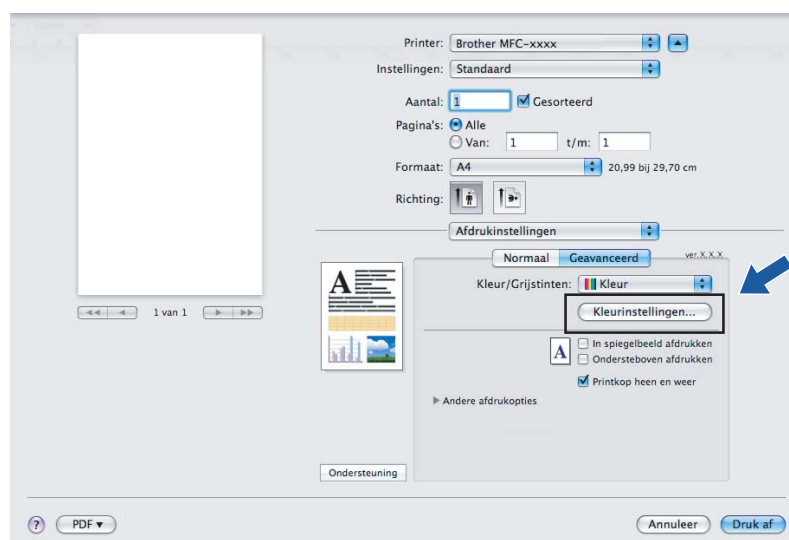 Printer: Brother MFC-xxxx
Instellingen: Standaard
Aantal: 1 Gesorteerd
Pagina's: Alle
Van: 1 t/m: 1
Formaat: A4 20,99 bij 29,70 cm
Richting:
Afdrukinstellingen
Normaal Geavanceerd ver.X.X.X
Kleur/Grijstinten: Kleur
Kleurinstellingen...
1 van 1
A
In spiegelbeeld afdrukken
A
Ondersteboven afdrukken
Printkop heen en weer
Andere afdrukopties
Ondersteuning
? PDF Annuleer Druk af